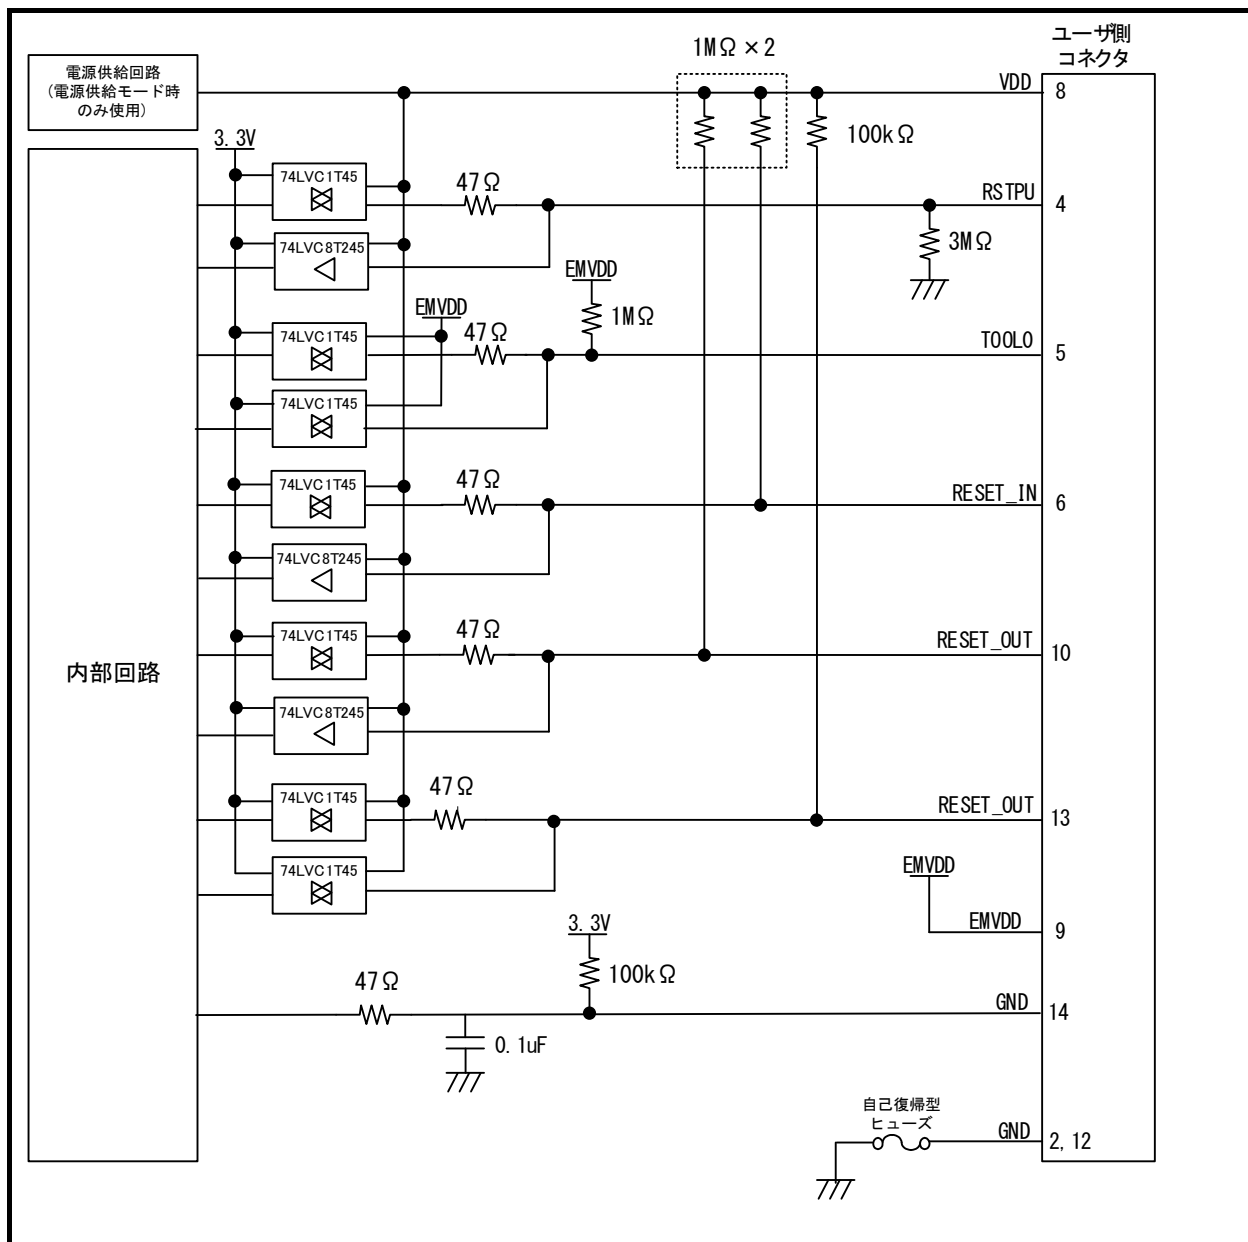 ユーザ側
コネクタ
1MΩ×2
電源供給回路
(電源供給モード時
のみ使用)
VDD
8
100kΩ
3.3V
74LVC1T45
47Ω
RSTPU
4
74LVC8T245
3MΩ
EMVDD
1MΩ
EMVDD
74LVC1T45
47Ω
TOOL0
5
74LVC1T45
74LVC1T45
47Ω
RESET_IN
6
74LVC8T245
74LVC1T45
47Ω
RESET_OUT
10
内部回路
74LVC8T245
74LVC1T45
47Ω
RESET_OUT
13
74LVC1T45
EMVDD
EMVDD
9
3.3V
100kΩ
47Ω
GND
14
0.1uF
自己復帰型
ヒューズ
GND
2,12